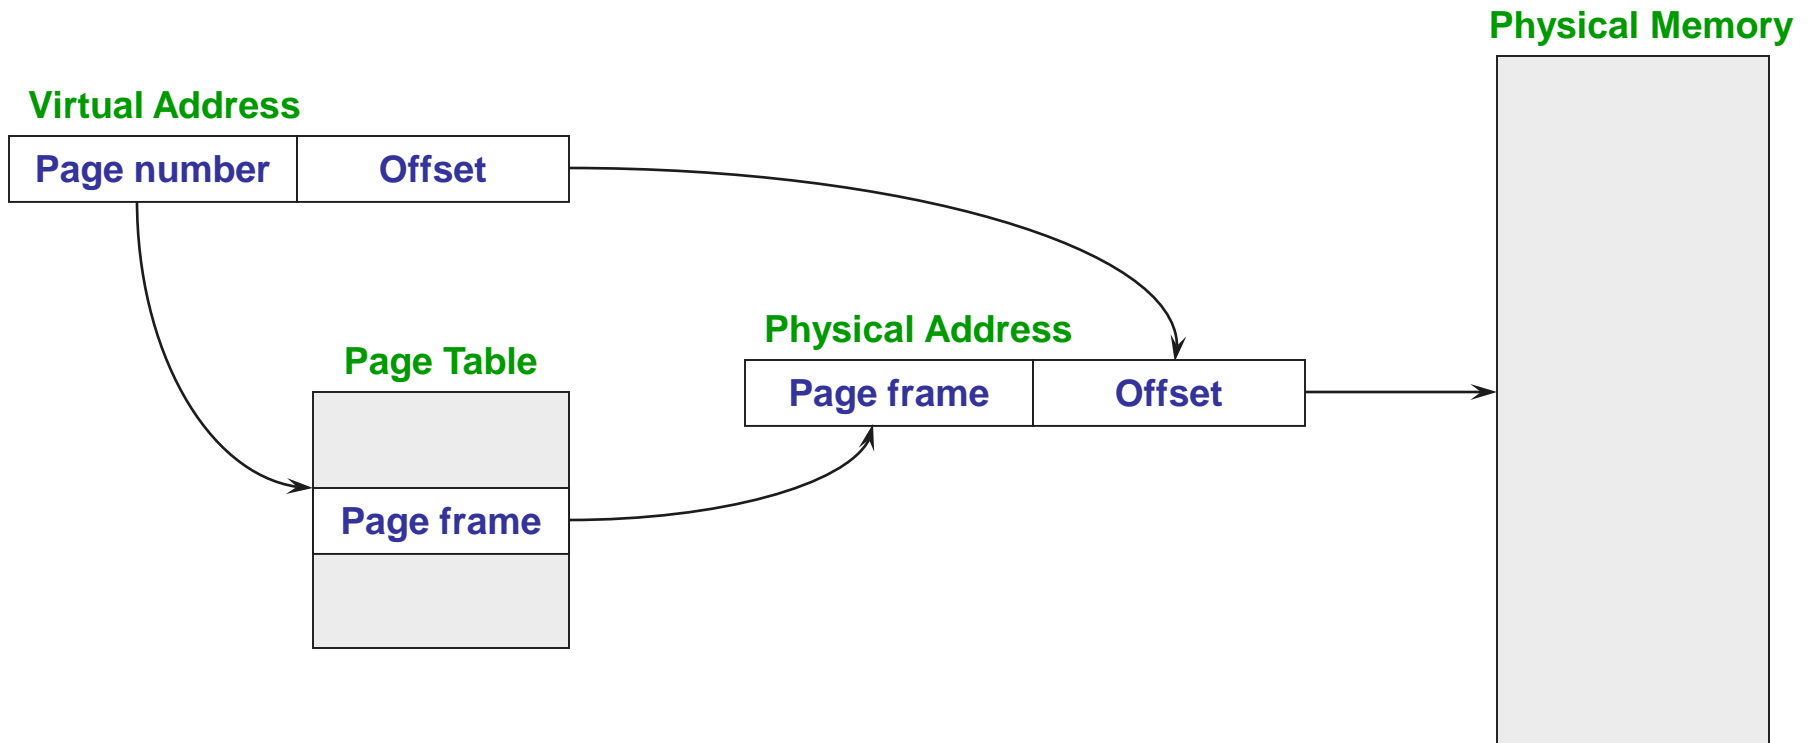 Physical Memory
Virtual Address
Page number
Offset
Physical Address
Page Table
Page frame
Offset
Page frame